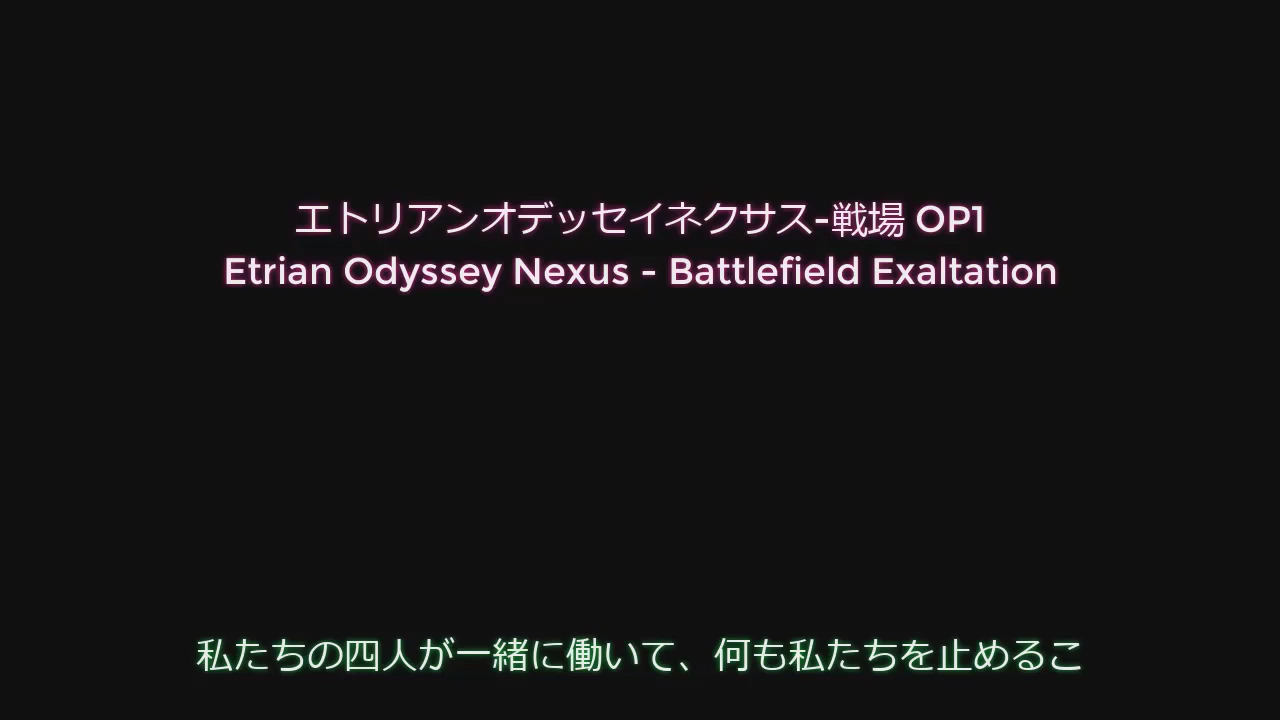 エトリアンオデッセイネクサス-戦場 OP1
Etrian Odyssey Nexus - Battlefield Exaltation
私たちの四人が一緒に働いて、何も私たちを止めるこ